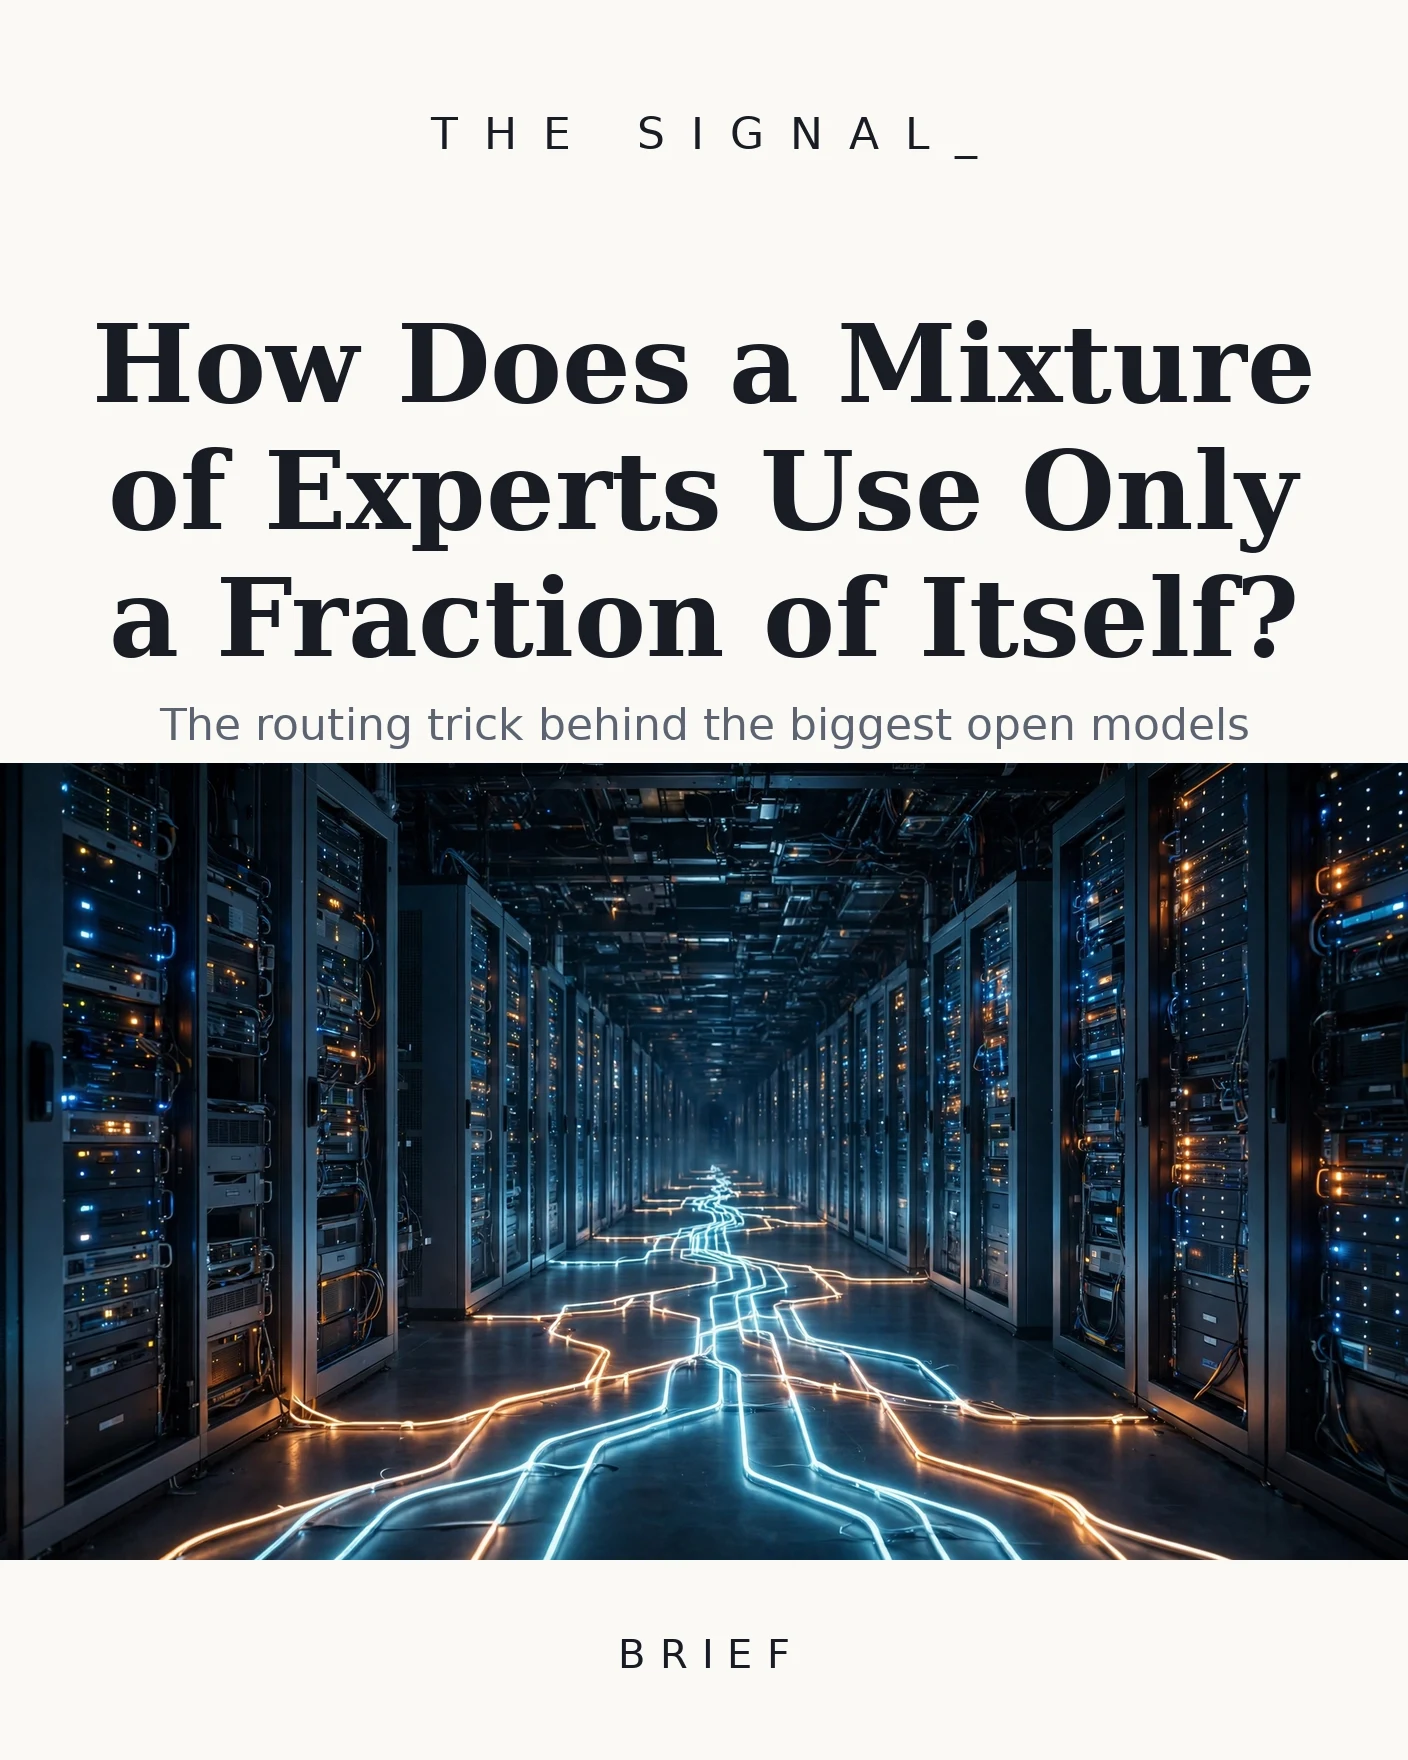 THE SIGNAL_
How Does a Mixture
of Experts Use Only
a Fraction of Itself?
The routing trick behind the biggest open models
BRIEF